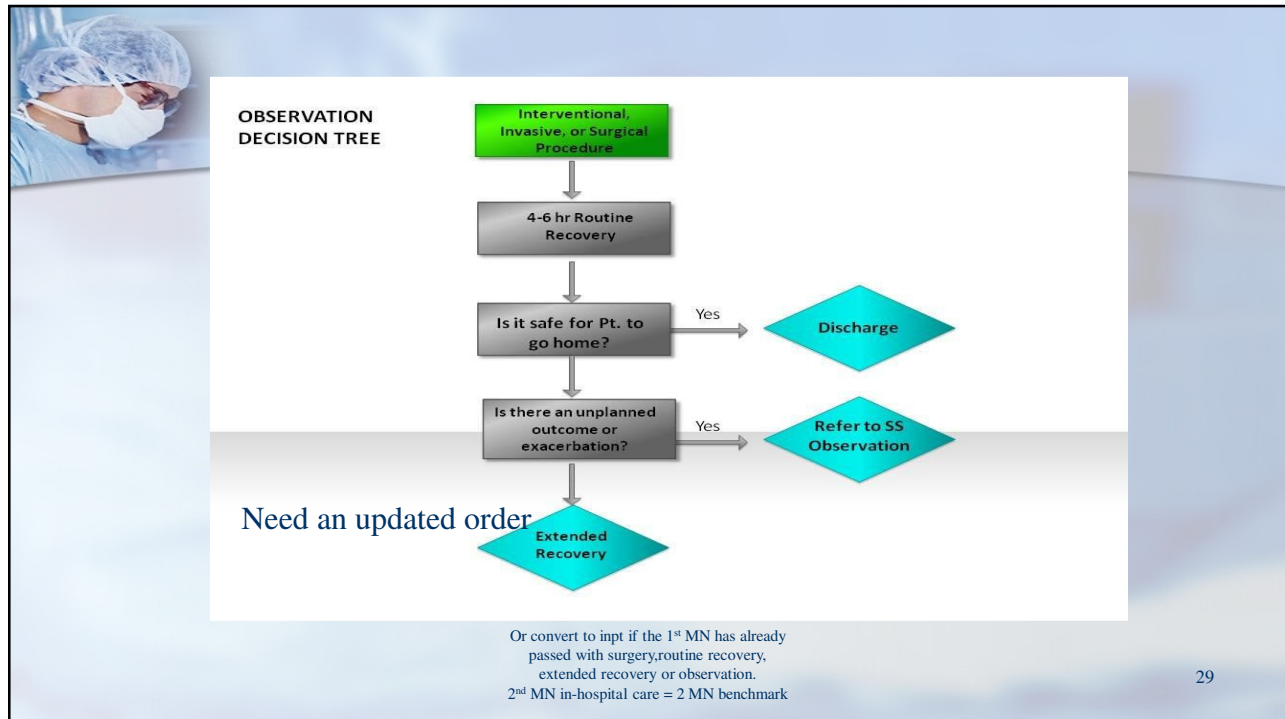 OBSERVATION
DECISION TREE
Interventional,
Invasive, or Surgical
Procedure
4-6 hr Routine
Recovery
Is it safe for Pt. to
go home?
Yes
Discharge
Is there an unplanned
outcome or
exacerbation?
Yes
Refer to SS
Observation
Need an updated order
Extended
Recovery
Or convert to inpt if the 1st MN has already
passed with surgery,routine recovery,
extended recovery or observation.
2nd MN in-hospital care = 2 MN benchmark
29